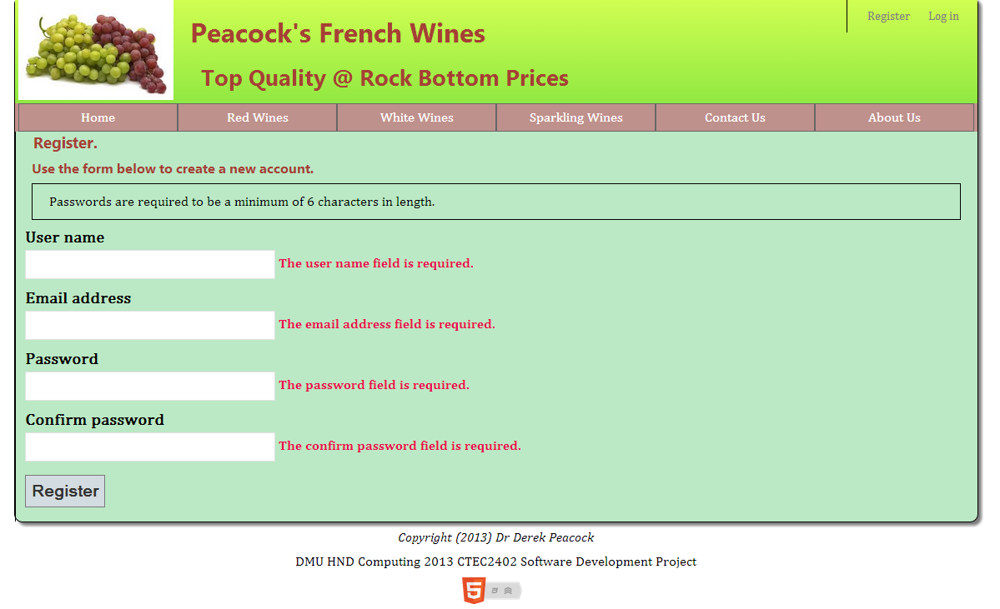 Register Log in
Peacock's French Wines
Top Quality @ Rock Bottom Prices
Home Red Wines White Wines Sparkling Wines Contact Us About Us
Register.
Use the form below to create a new account.
Passwords are required to be a minimum of 6 characters in length.
User name
The user name field is required.
Email address
The email address field is required.
Password
The password field is required.
Confirm password
The confirm password field is required.
Register
Copyright (2013) Dr Derek Peacock
DMU HND Computing 2013 CTEC2402 Software Development Project
5